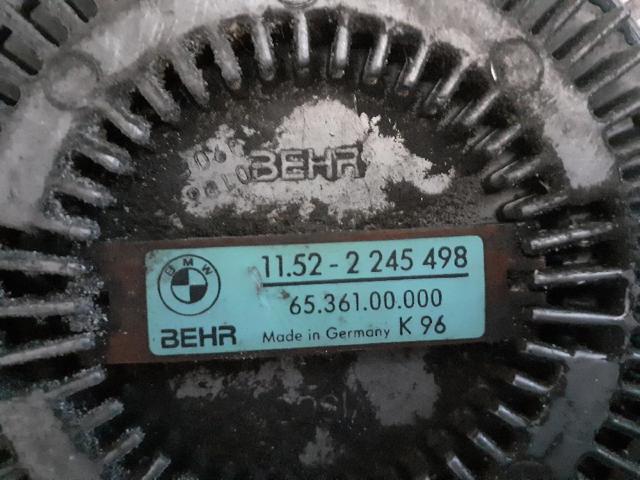 BEHR
BMW
11.52 - 2 245 498
65.361.00.000
BEHR Made in Germany K 96